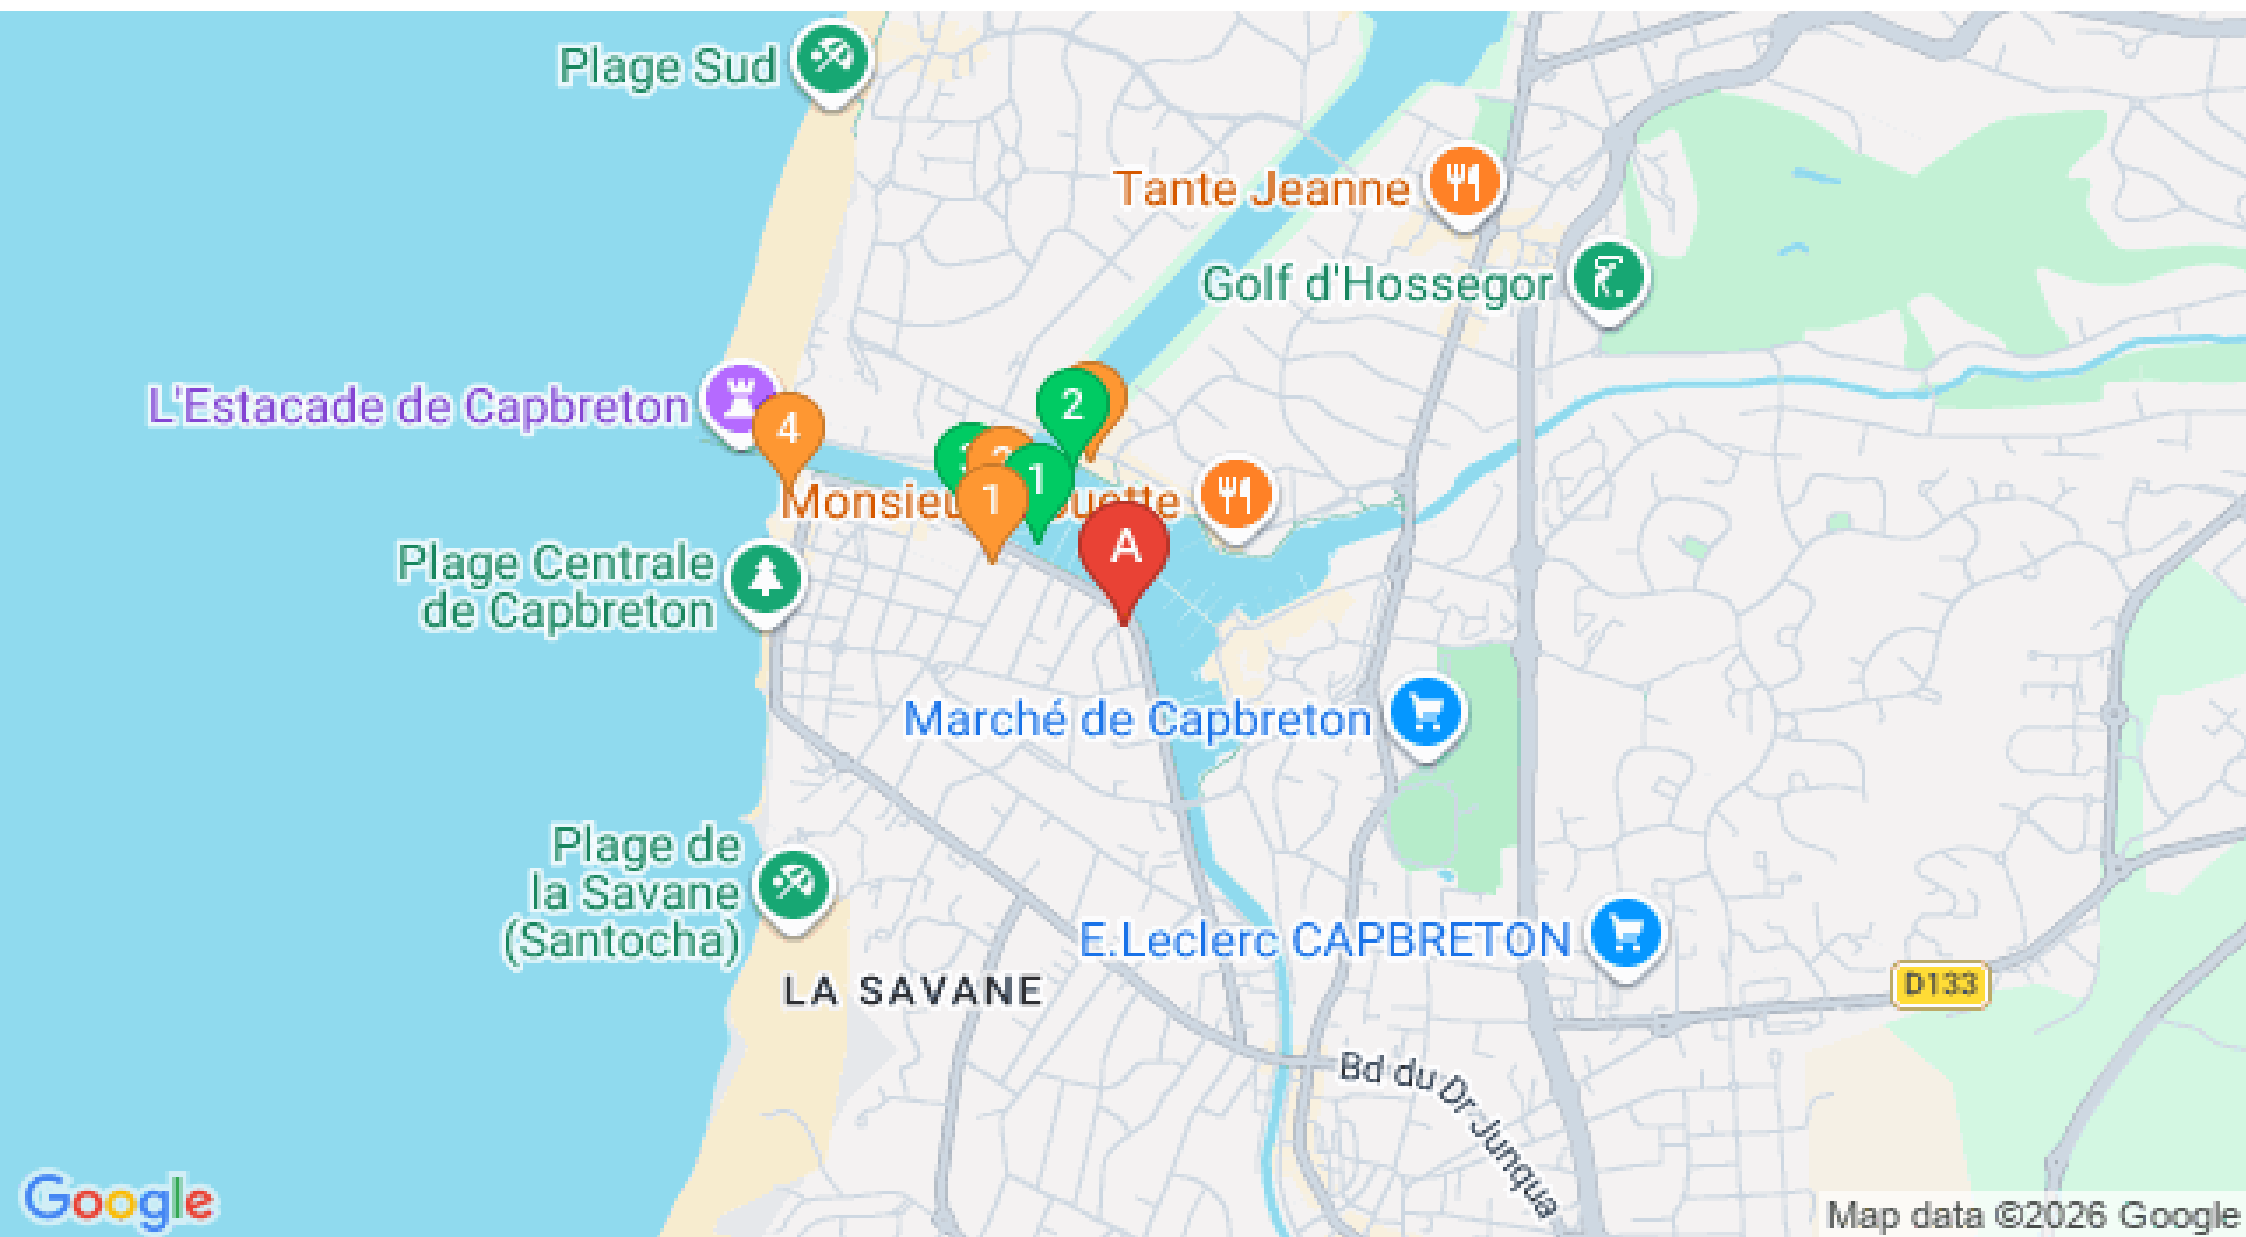 Plage Sud
Tante Jeanne
Golf d'Hossegor
L'Estacade de Capbreton
2
4
2
1
1
A
Plage Centrale
de Capbreton
Marché de Capbreton
Plage de
la Savane
(Santocha)
E.Leclerc CAPBRETON
LA SAVANE
D133
Bd du Dr Junqua
Google
Map data ©2026 Google